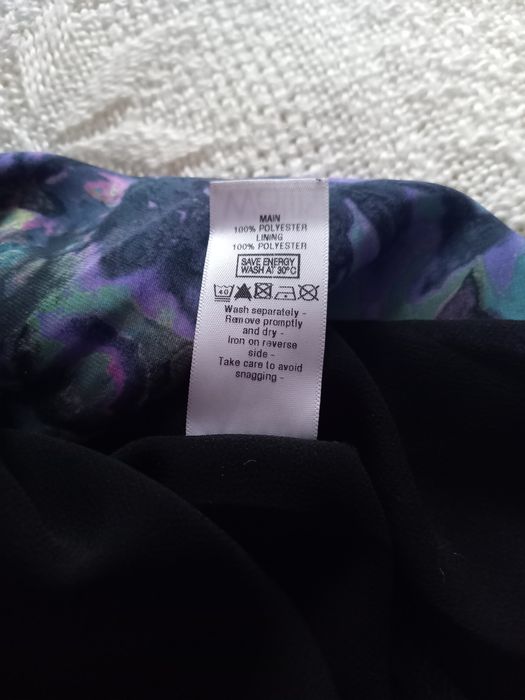 MAIN
100% POLYESTER
LINING
100% POLYESTER
SAVE ENERGY
WASH AT 30°C
40
Wash separately -
Remove promptly
and dry -
Iron on reverse
side -
Take care to avoid
snagging -